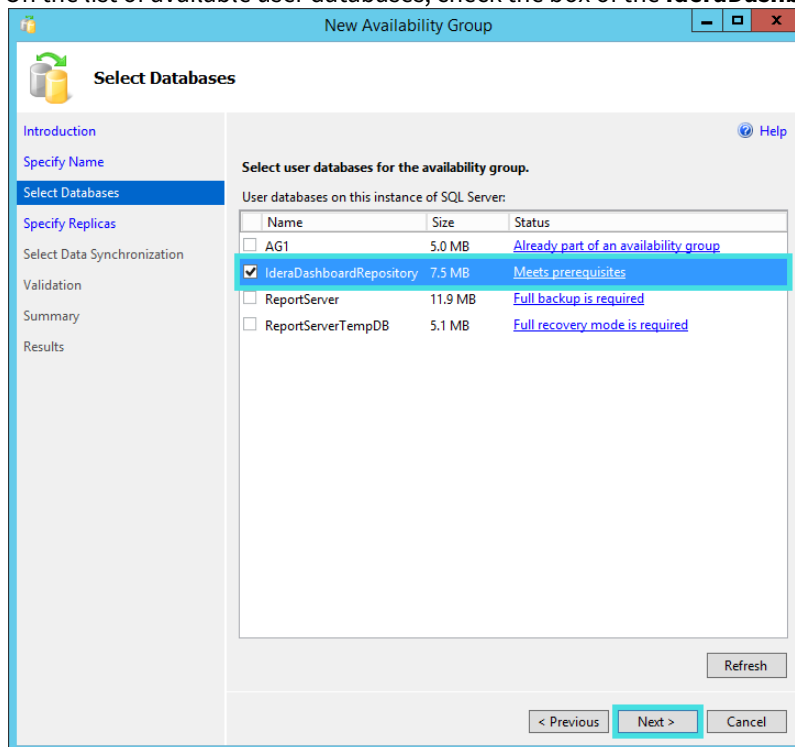 On the list of available user databases, check the box of the IderaDashb
New Availability Group
Select Databases
Introduction
Help
Specify Name
Select user databases for the availability group.
Select Databases
User databases on this instance of SQL Server:
Specify Replicas
Name Size Status
Select Data Synchronization
AG1 5.0 MB Already part of an availability group
IderaDashboardRepository 7.5 MB Meets prerequisites
Validation
ReportServer 11.9 MB Full backup is required
Summary
ReportServerTempDB 5.1 MB Full recovery mode is required
Results
Refresh
< Previous Next > Cancel